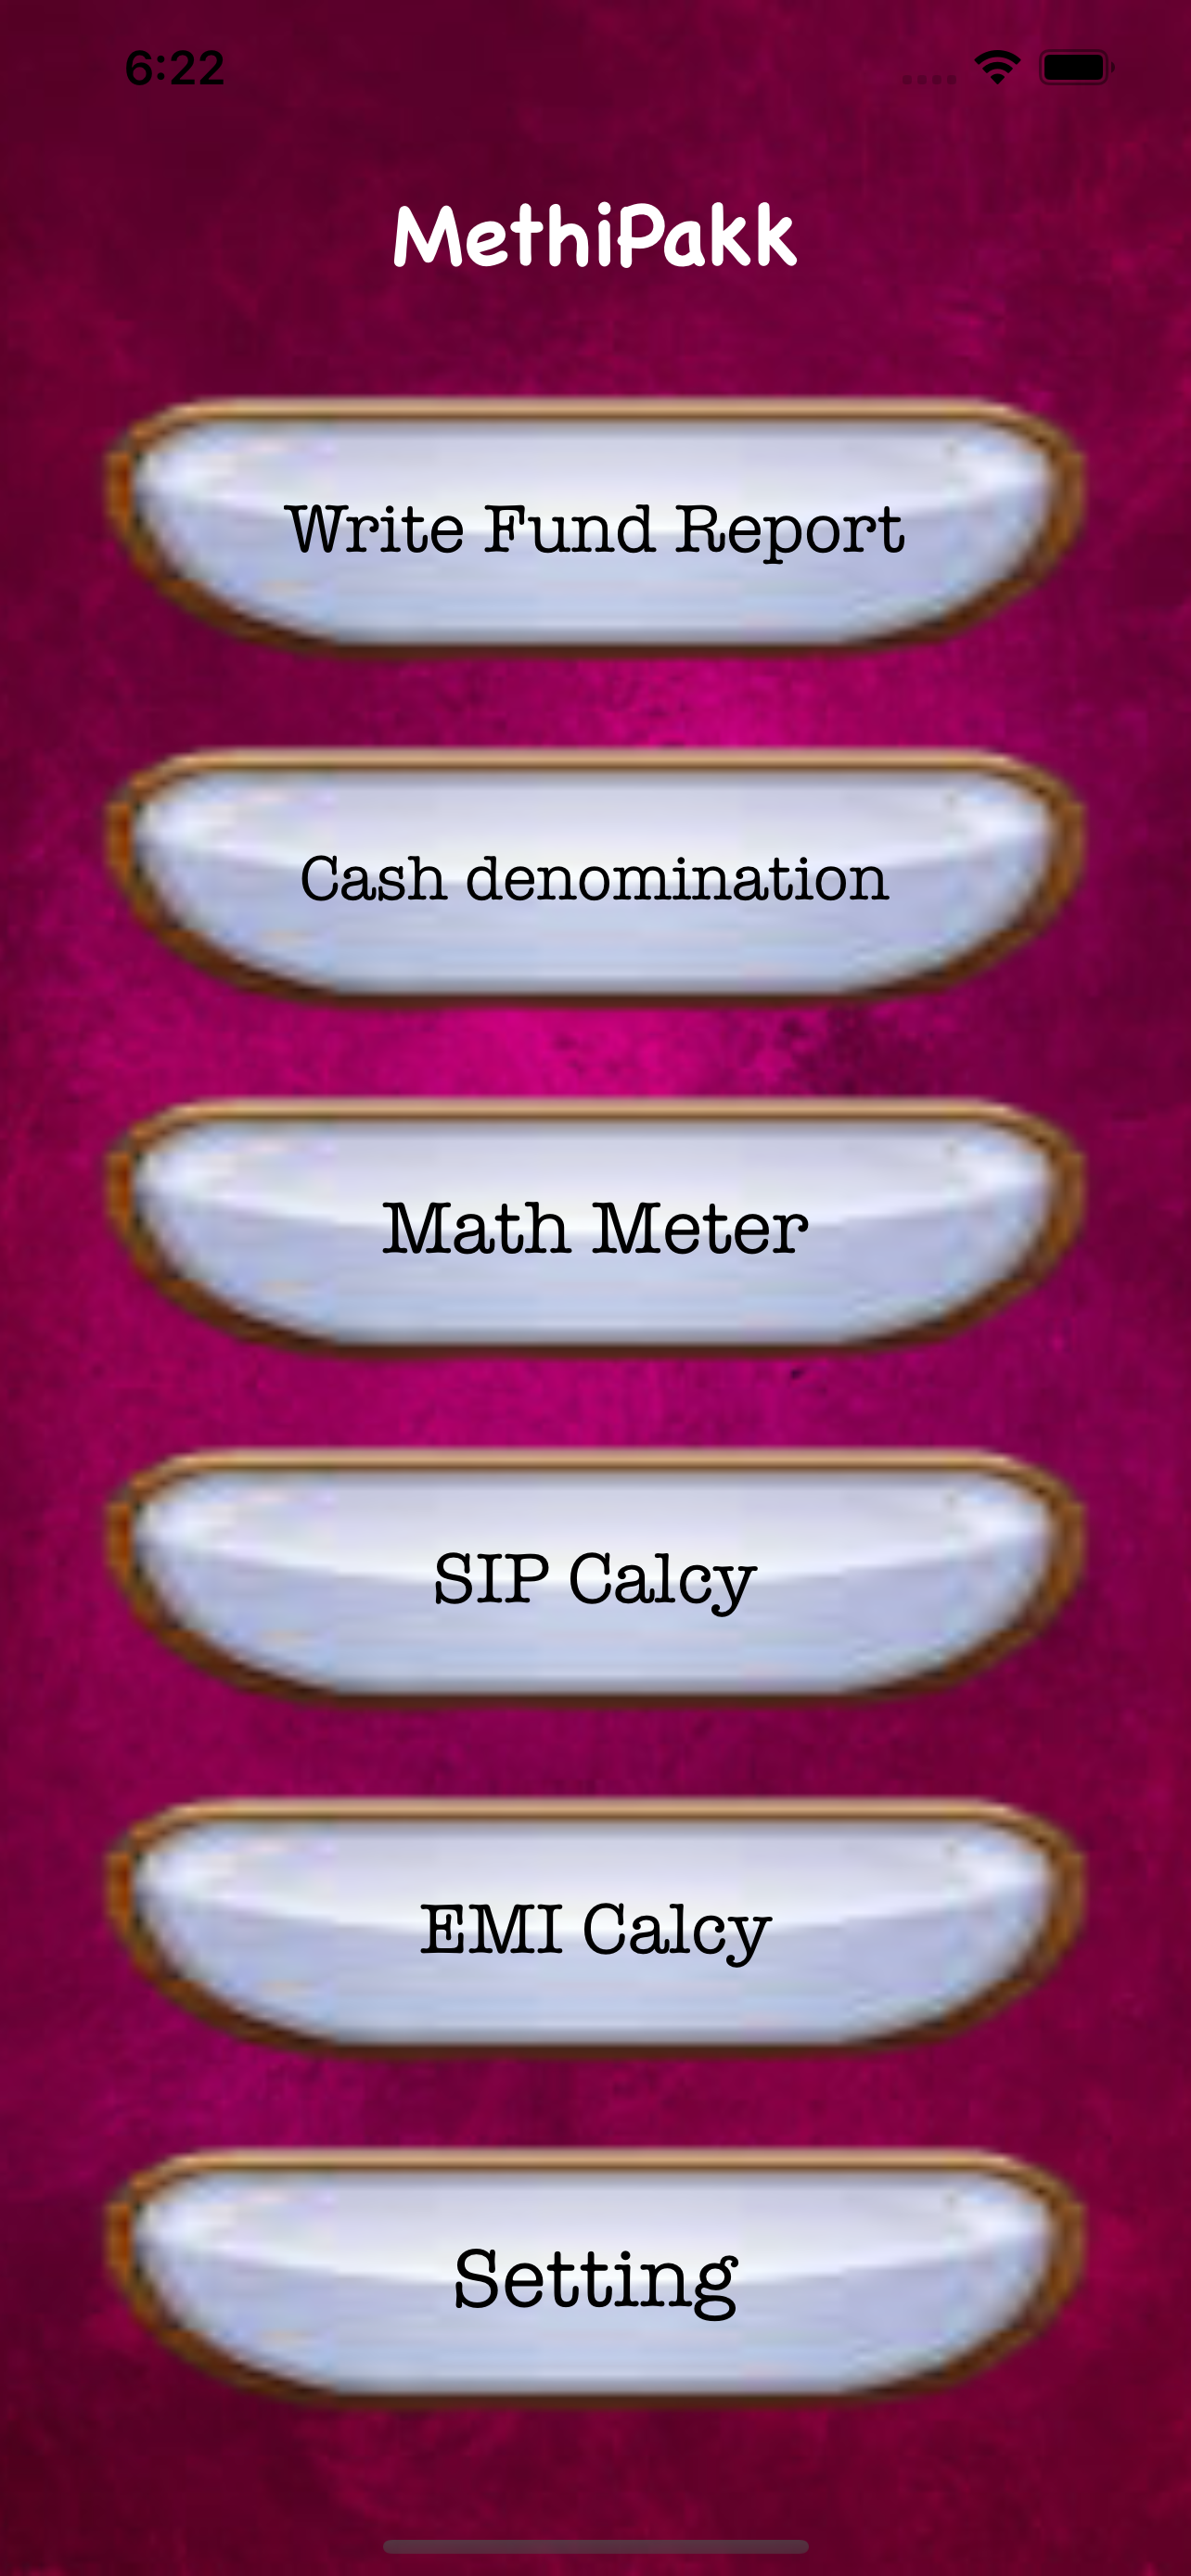 6:22
MethiPakk
Write Fund Report
Cash denomination
Math Meter
SIP Calcy
EMI Calcy
Setting